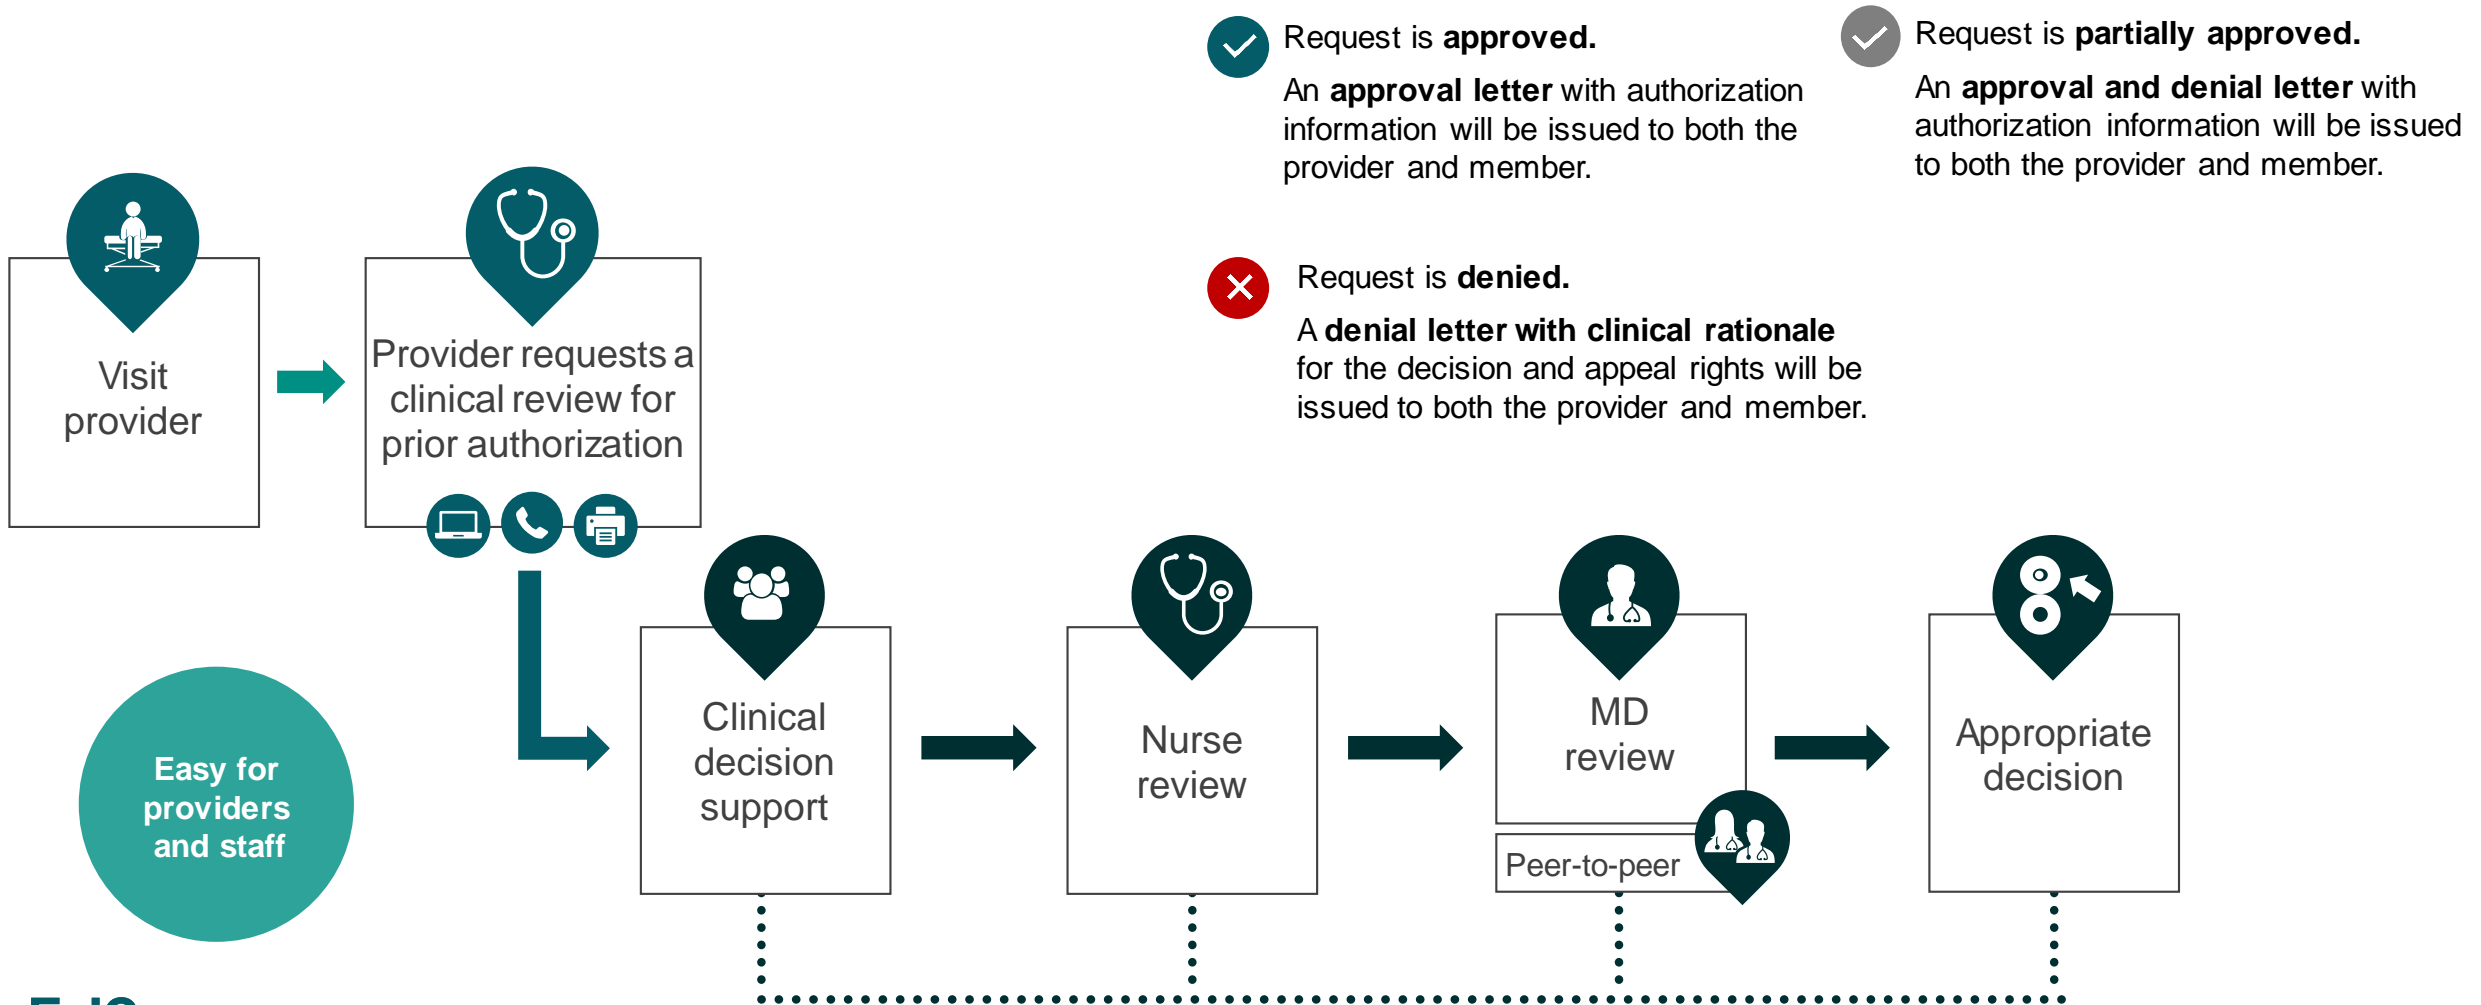 Request is approved.
An approval letter with authorization
information will be issued to both the
provider and member.
Request is partially approved.
An approval and denial letter with
authorization information will be issued
to both the provider and member.
Request is denied.
A denial letter with clinical rationale
for the decision and appeal rights will be
issued to both the provider and member.
Visit
provider
Provider requests a
clinical review for
prior authorization
Easy for
providers
and staff
Clinical
decision
support
Nurse
review
MD
review
Peer-to-peer
Appropriate
decision